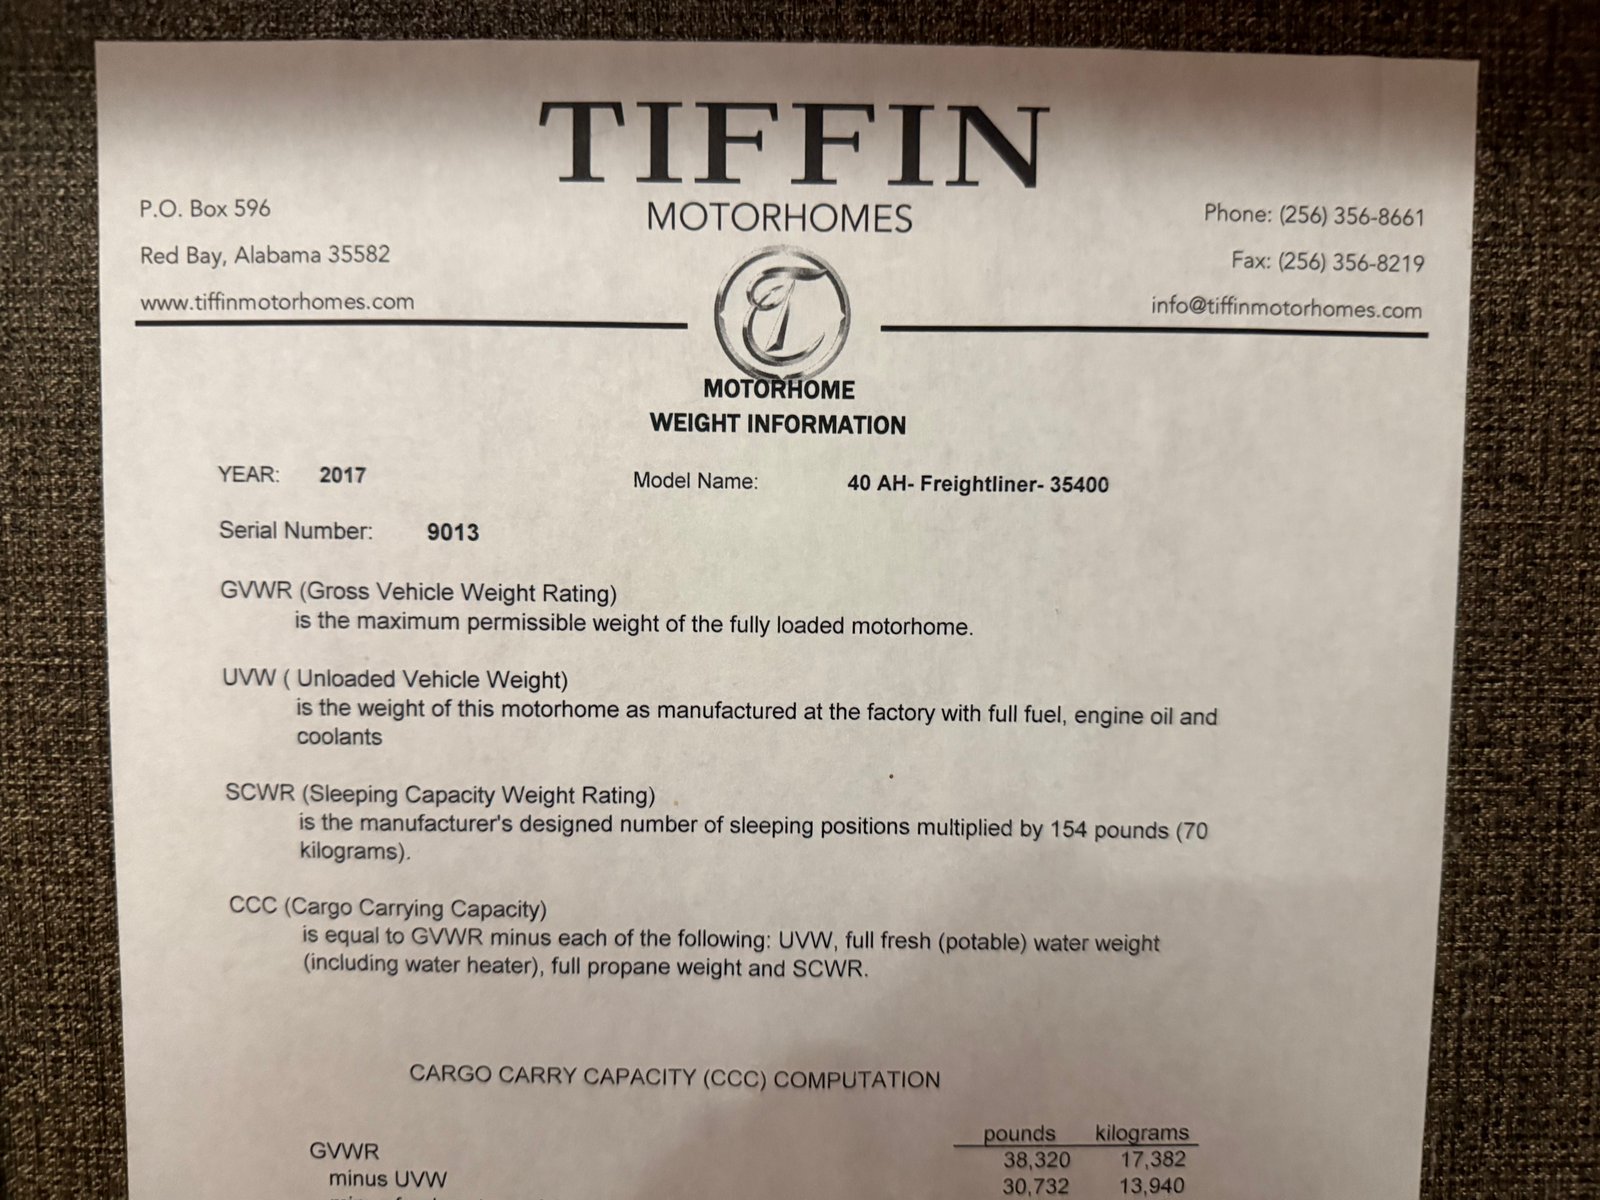 TIFFIN
MOTORHOMES
P.O. Box 596
Red Bay, Alabama 35582
www.tiffinmotorhomes.com
Phone: (256) 356-8661
Fax: (256) 356-8219
info@tiffinmotorhomes.com
MOTORHOME
WEIGHT INFORMATION
YEAR: 2017 Model Name: 40 AH- Freightliner- 35400
Serial Number: 9013
GVWR (Gross Vehicle Weight Rating)
is the maximum permissible weight of the fully loaded motorhome.
UVW ( Unloaded Vehicle Weight)
is the weight of this motorhome as manufactured at the factory with full fuel, engine oil and
coolants
SCWR (Sleeping Capacity Weight Rating)
is the manufacturer's designed number of sleeping positions multiplied by 154 pounds (70
kilograms).
CCC (Cargo Carrying Capacity)
is equal to GVWR minus each of the following: UVW, full fresh (potable) water weight
(including water heater), full propane weight and SCWR.
CARGO CARRY CAPACITY (CCC) COMPUTATION
pounds kilograms
GVWR 38,320 17,382
minus UVW 30,732 13,940